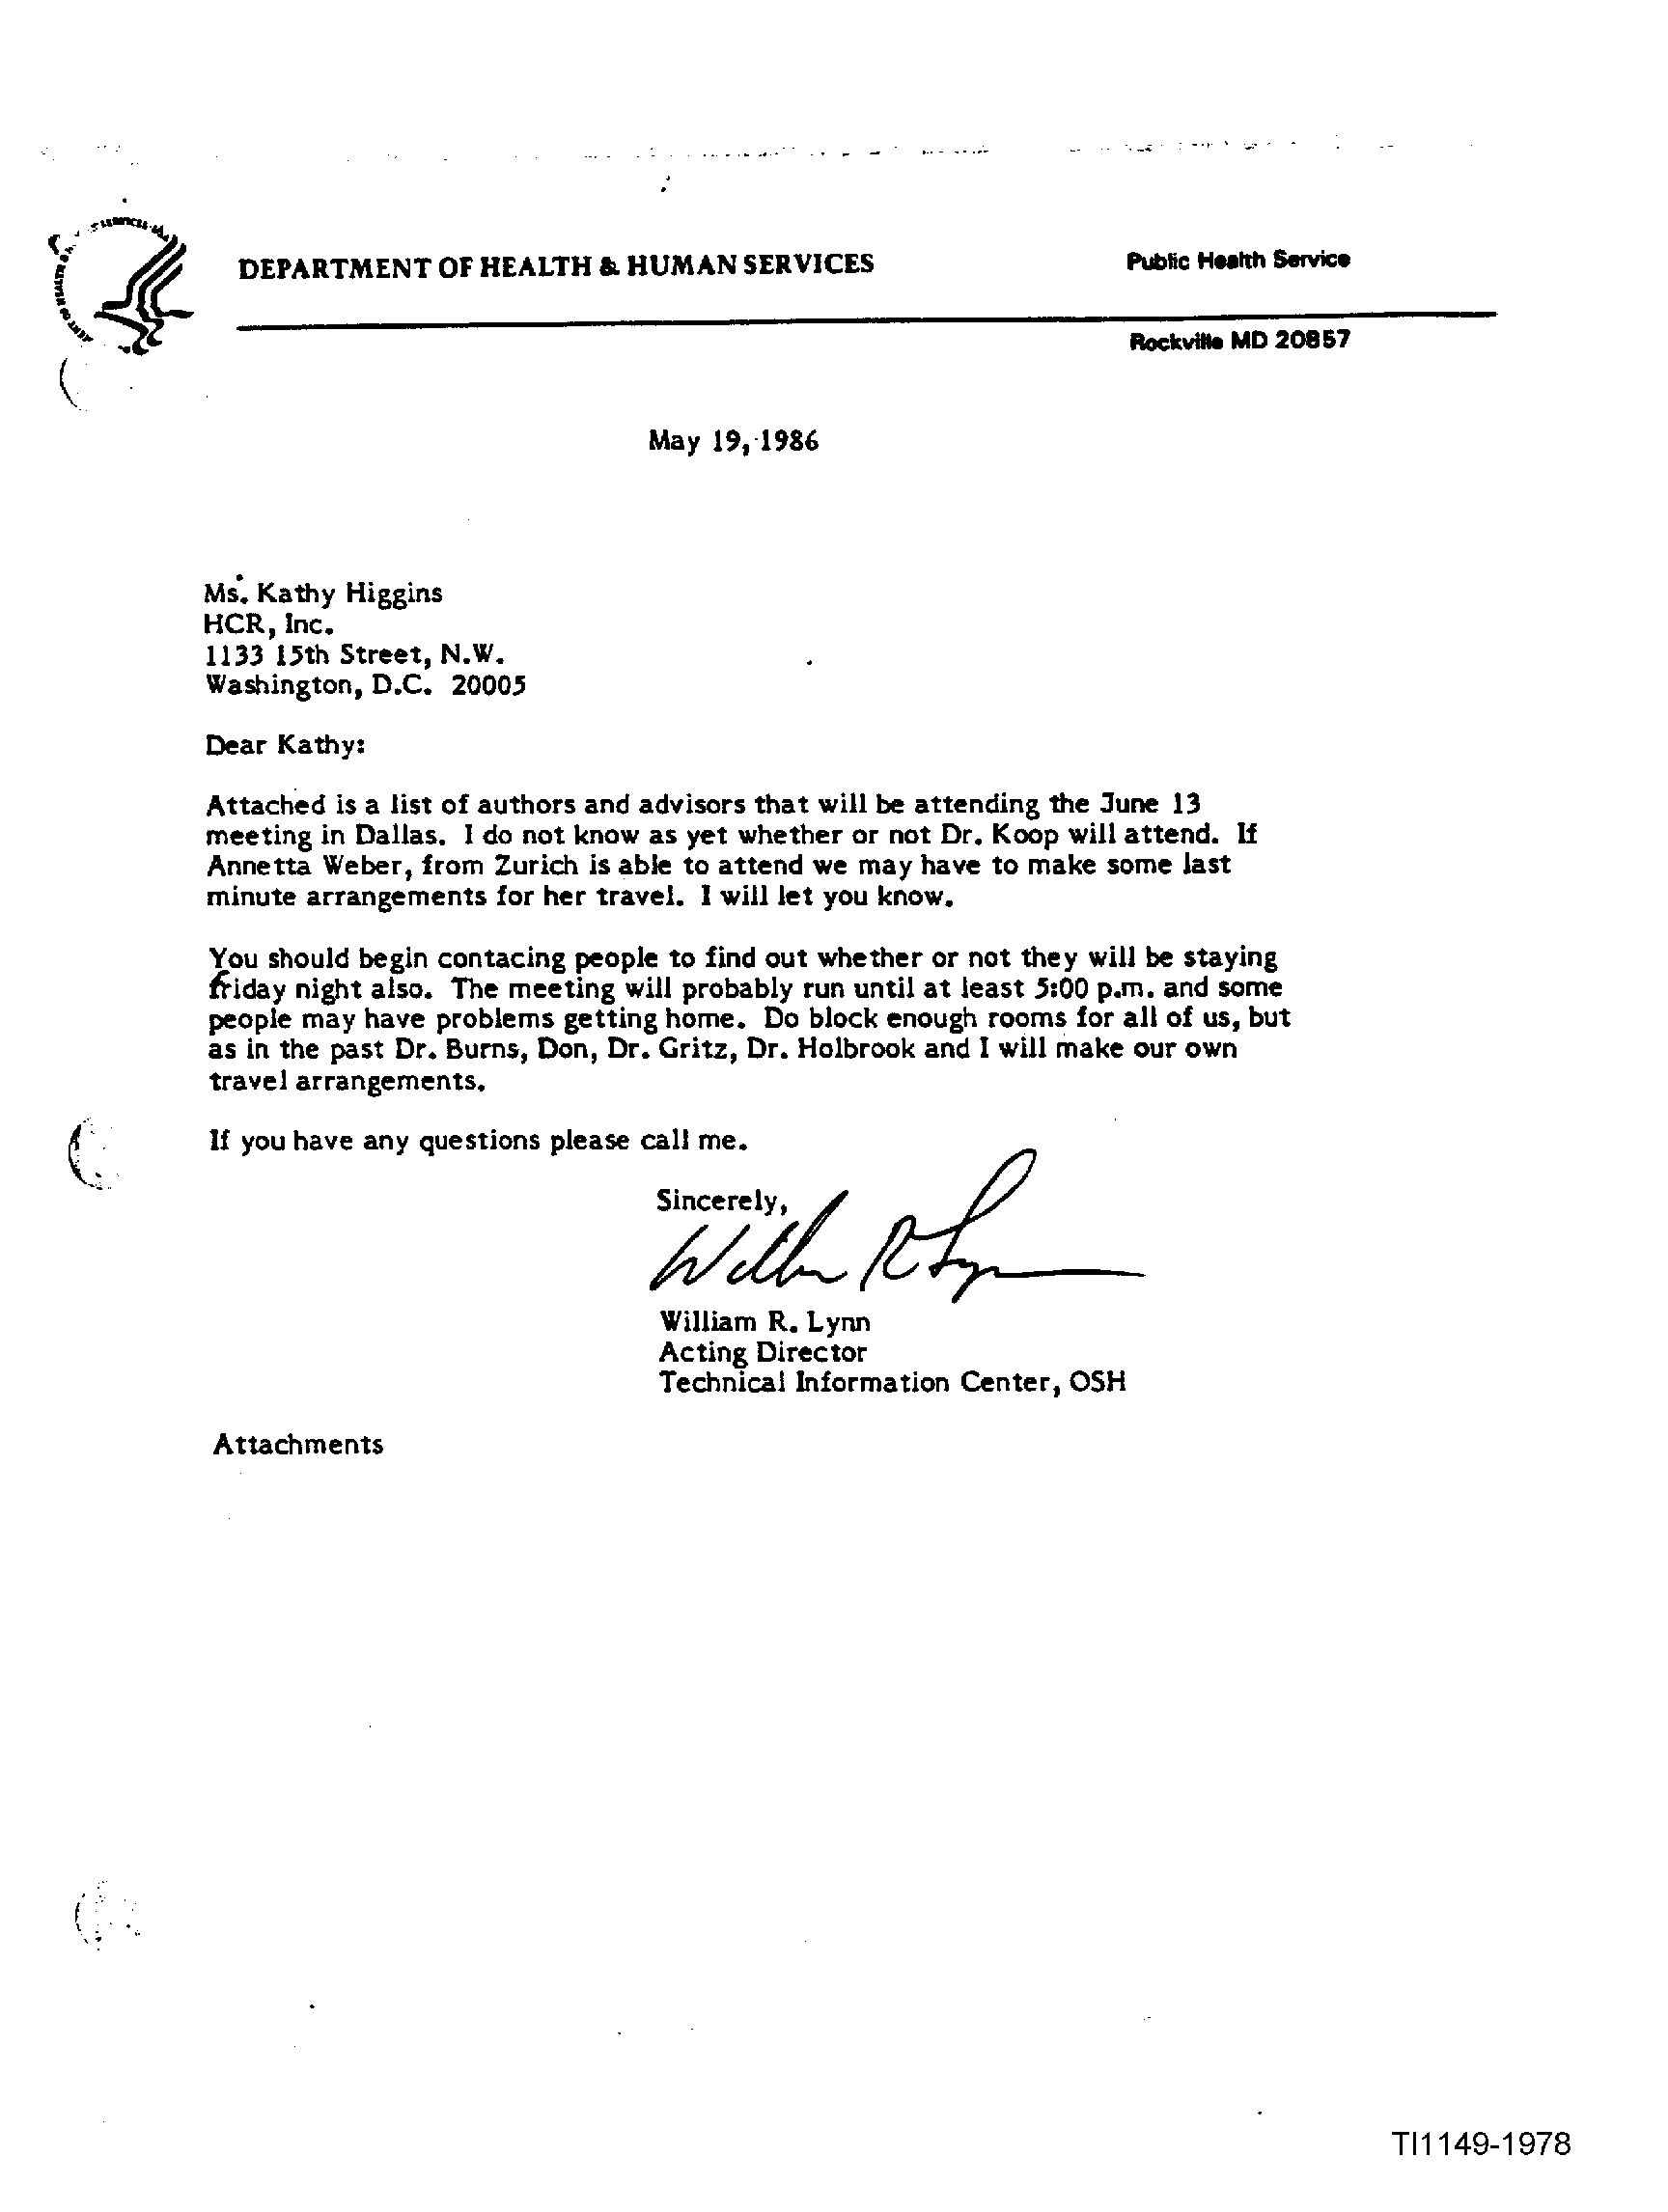 DEPARTMENT OF HEALTH & HUMAN SERVICES
Public Health Service
Rockville MD 20857
May 19, 1986
Ms. Kathy Higgins
HCR, Inc.
1133 15th Street, N.W.
Washington, D.C. 20005
Dear Kathy:
Attached is a list of authors and advisors that will be attending the June 13
meeting in Dallas. I do not know as yet whether or not Dr. Koop will attend. If
Annetta Weber, from Zurich is able to attend we may have to make some last
minute arrangements for her travel. I will let you know.
You should begin contacing people to find out whether or not they will be staying
friday night also. The meeting will probably run until at least 5:00 p.m. and some
people may have problems getting home. Do block enough rooms for all of us, but
as in the past Dr. Burns, Don, Dr. Gritz, Dr. Holbrook and I will make our own
travel arrangements.
If you have any questions please call me.
Sincerely,
William R. Lynn
Acting Director
Technical Information Center, OSH
Attachments
TI1149-1978